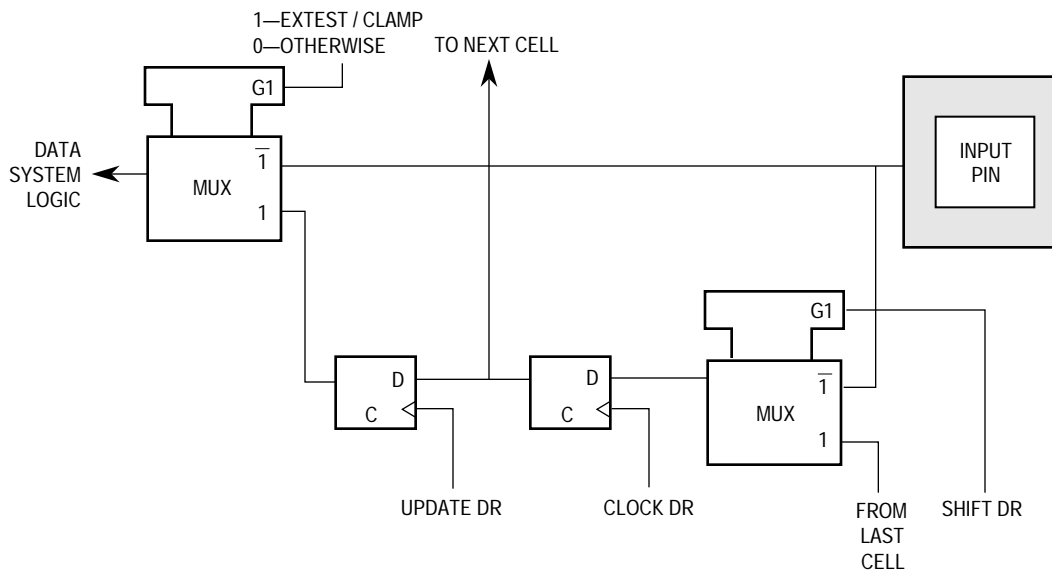 1—EXTEST / CLAMP
0—OTHERWISE
TO NEXT CELL
G1
DATA
SYSTEM
LOGIC
MUX
1̅
1
INPUT
PIN
G1
D
C
D
C
MUX
1̅
1
UPDATE DR
CLOCK DR
FROM
LAST
CELL
SHIFT DR